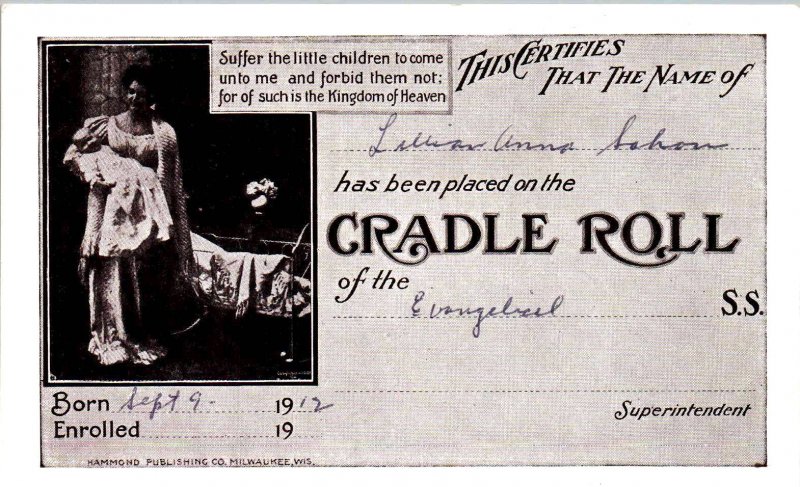 Suffer the little children to come
unto me and forbid them not;
for of such is the Kingdom of Heaven
THIS CERTIFIES
THAT THE NAME OF
Lillian Anna Schow
has been placed on the
CRADLE ROLL
of the
Evangelical S.S.
Superintendent
Born Sept 9. 1912
Enrolled 19
HAMMOND PUBLISHING CO. MILWAUKEE, WIS.